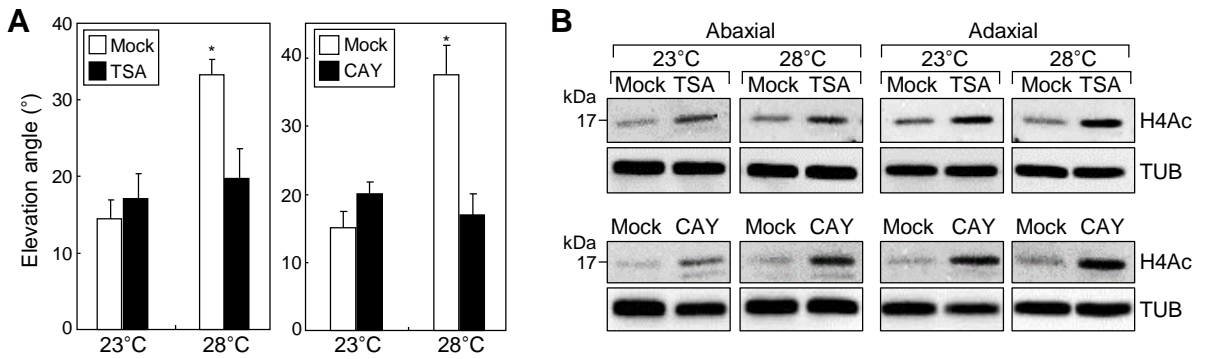 A
Elevation angle (°)
40
30
20
10
0
Mock
TSA
*
23°C 28°C
40
30
20
10
0
Mock
CAY
*
23°C 28°C
B
Abaxial Adaxial
23°C 28°C 23°C 28°C
Mock TSA Mock TSA Mock TSA Mock TSA
kDa
17 H4Ac
TUB
Mock CAY Mock CAY Mock CAY Mock CAY
kDa
17 H4Ac
TUB